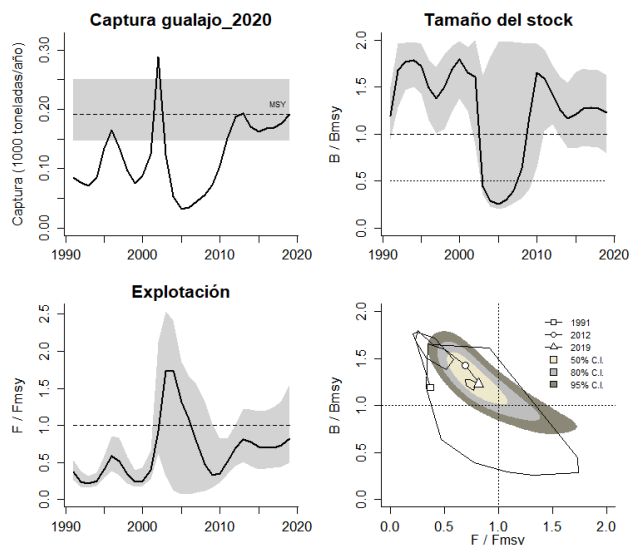 Captura gualajo_2020
Captura (1000 toneladas/año)
0.00 0.10 0.20 0.30
MSY
1990 2000 2010 2020
Tamaño del stock
B / Bmsy
0.0 0.5 1.0 1.5 2.0
1990 2000 2010 2020
Explotación
F / Fmsy
0.0 0.5 1.0 1.5 2.0 2.5
1990 2000 2010 2020
B / Bmsy
0.0 0.5 1.0 1.5 2.0
1991
2012
2019
50% C.I.
80% C.I.
95% C.I.
0.0 0.5 1.0 1.5 2.0
F / Fmsy